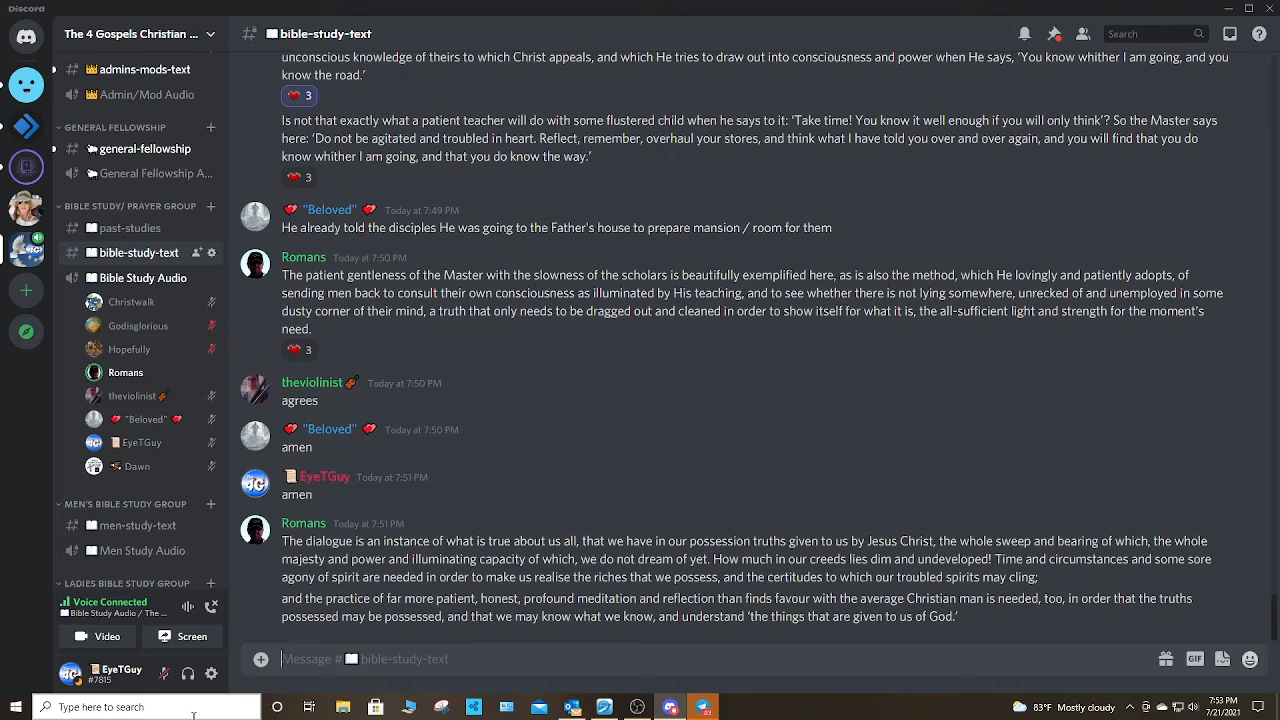 Discord
The 4 Gospels Christian ...
bible-study-text
Search
admins-mods-text
Admin/Mod Audio
GENERAL FELLOWSHIP
general-fellowship
General Fellowship A...
BIBLE STUDY/ PRAYER GROUP
past-studies
bible-study-text
Bible Study Audio
Christwalk
Godisglorious
Hopefully
Romans
theviolinist
"Beloved"
EyeTGuy
Dawn
MEN'S BIBLE STUDY GROUP
men-study-text
Men Study Audio
LADIES BIBLE STUDY GROUP
Voice Connected
Bible Study Audio / The ...
Video
Screen
EyeTGuy
#7815
unconscious knowledge of theirs to which Christ appeals, and which He tries to draw out into consciousness and power when He says, ‘You know whither I am going, and you
know the road.’
3
Is not that exactly what a patient teacher will do with some flustered child when he says to it: ‘Take time! You know it well enough if you will only think’? So the Master says
here: ‘Do not be agitated and troubled in heart. Reflect, remember, overhaul your stores, and think what I have told you over and over again, and you will find that you do
know whither I am going, and that you do know the way.’
3
"Beloved" Today at 7:49 PM
He already told the disciples He was going to the Father's house to prepare mansion / room for them
Romans Today at 7:50 PM
The patient gentleness of the Master with the slowness of the scholars is beautifully exemplified here, as is also the method, which He lovingly and patiently adopts, of
sending men back to consult their own consciousness as illuminated by His teaching, and to see whether there is not lying somewhere, unrecked of and unemployed in some
dusty corner of their mind, a truth that only needs to be dragged out and cleaned in order to show itself for what it is, the all-sufficient light and strength for the moment's
need.
3
theviolinist Today at 7:50 PM
agrees
"Beloved" Today at 7:50 PM
amen
EyeTGuy Today at 7:51 PM
amen
Romans Today at 7:51 PM
The dialogue is an instance of what is true about us all, that we have in our possession truths given to us by Jesus Christ, the whole sweep and bearing of which, the whole
majesty and power and illuminating capacity of which, we do not dream of yet. How much in our creeds lies dim and undeveloped! Time and circumstances and some sore
agony of spirit are needed in order to make us realise the riches that we possess, and the certitudes to which our troubled spirits may cling;
and the practice of far more patient, honest, profound meditation and reflection than finds favour with the average Christian man is needed, too, in order that the truths
possessed may be possessed, and that we may know what we know, and understand ‘the things that are given to us of God.’
Message # bible-study-text
GIF
Type here to search
83°F Mostly cloudy
7:53 PM
7/21/2021